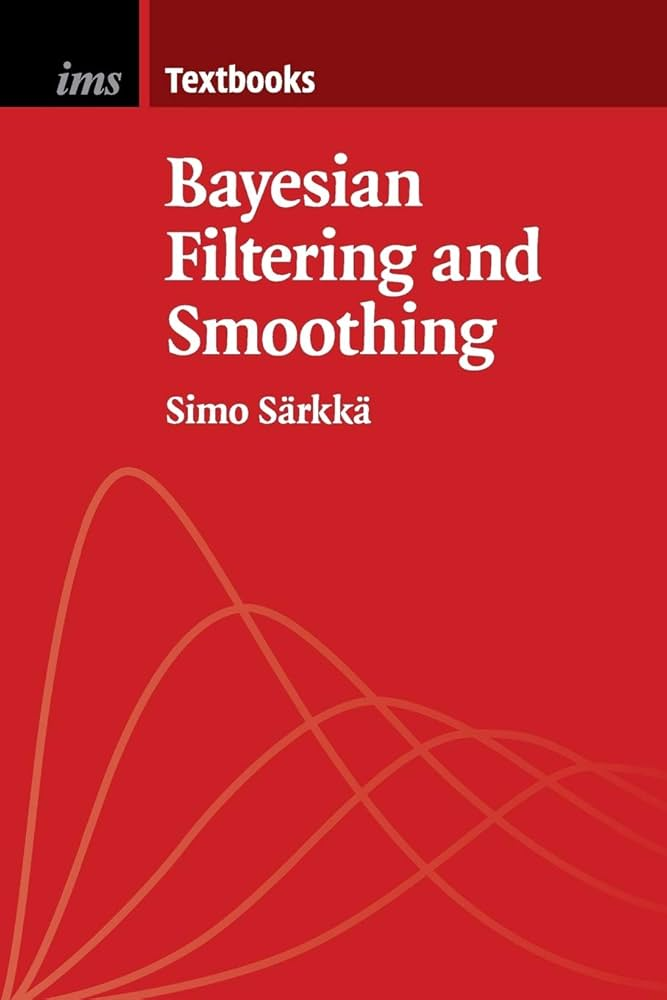 ims Textbooks
Bayesian
Filtering and
Smoothing
Simo Särkkä